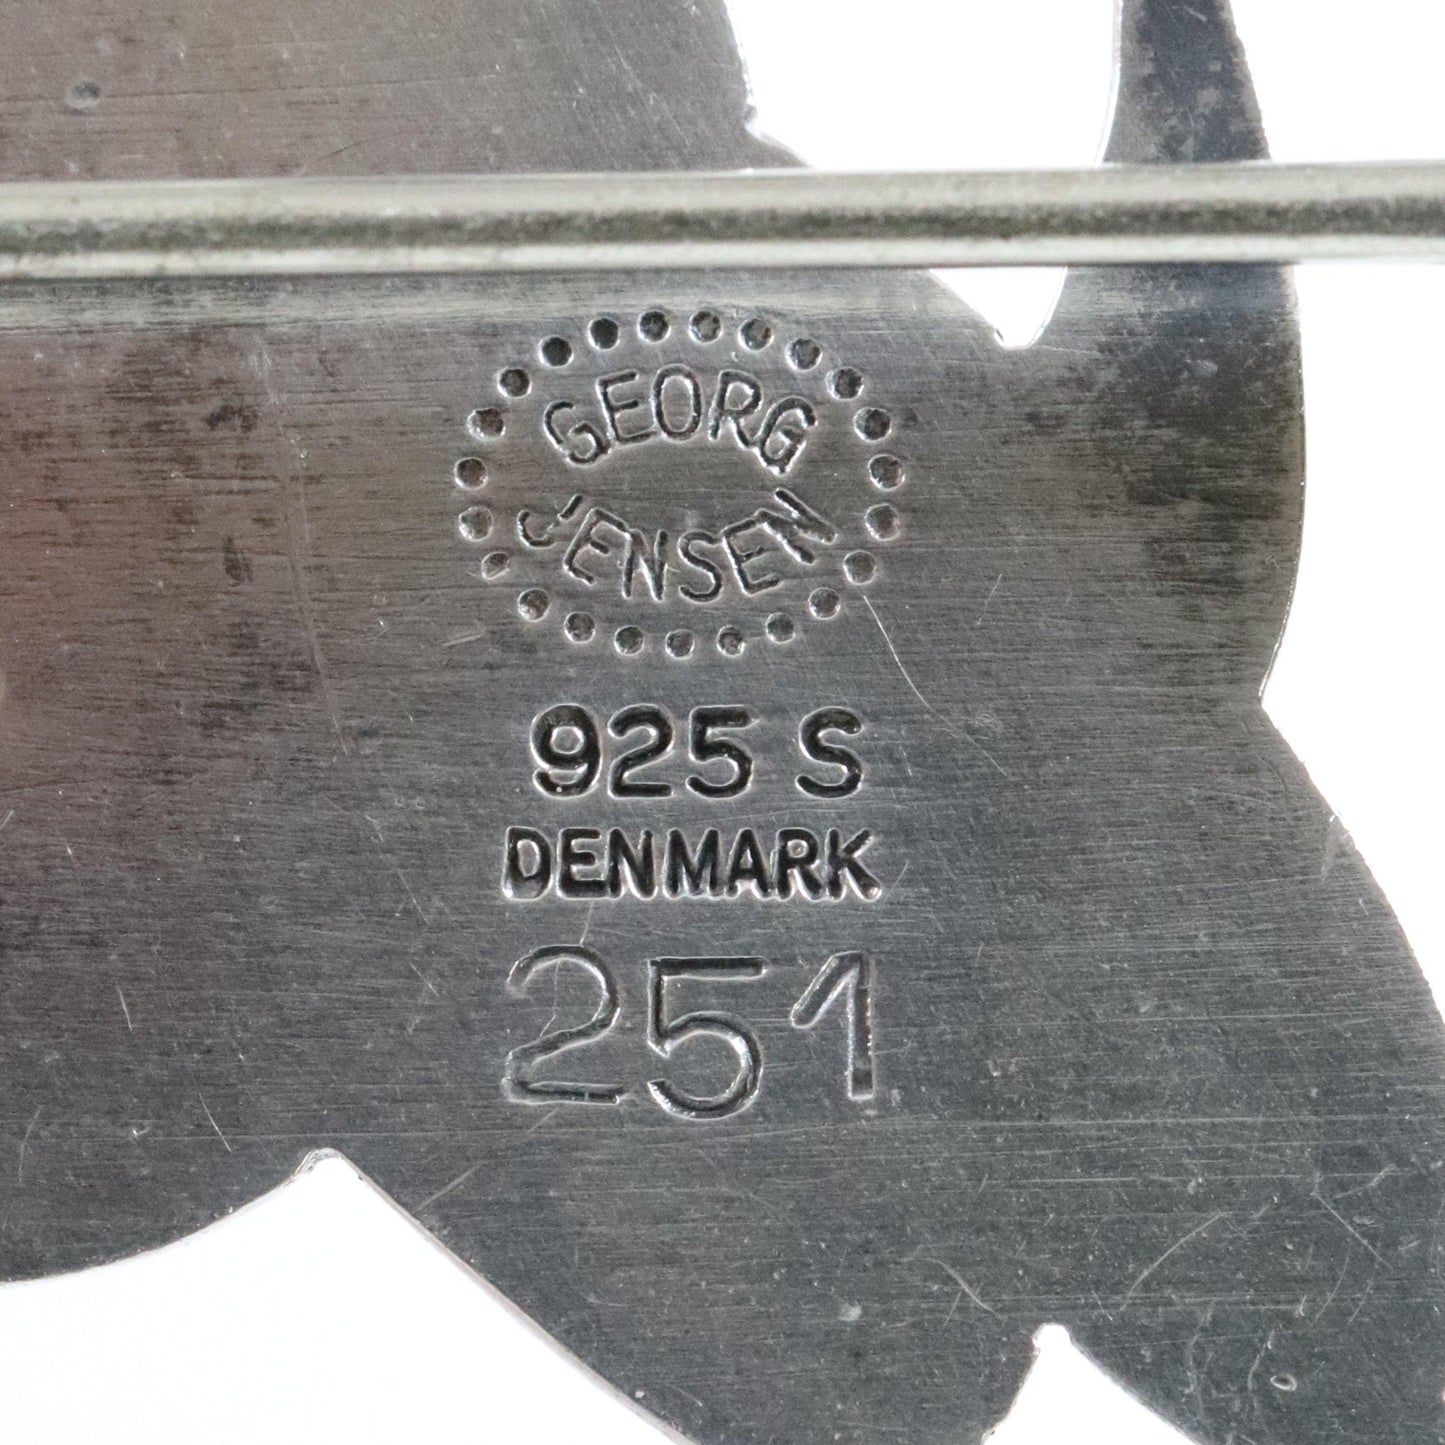 GEORG
JENSEN
925 S
DENMARK
251